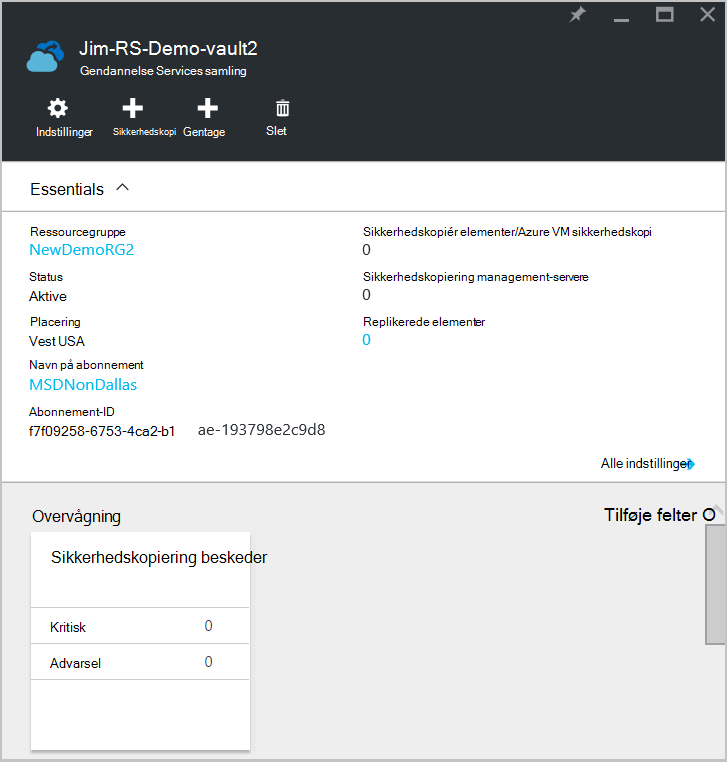 Jim-RS-Demo-vault2
Gendannelse Services samling
Indstillinger
Sikkerhedskopi
Gentage
Slet
Essentials
Ressourcegruppe
NewDemoRG2
Status
Aktive
Placering
Vest USA
Navn på abonnement
MSDNonDallas
Abonnement-ID
f7f09258-6753-4ca2-b1 ae-193798e2c9d8
Sikkerhedskopiér elementer/Azure VM sikkerhedskopi
0
Sikkerhedskopiering management-servere
0
Replikerede elementer
0
Alle indstillinger
Overvågning
Tilføje felter O
Sikkerhedskopiering beskeder
Kritisk 0
Advarsel 0